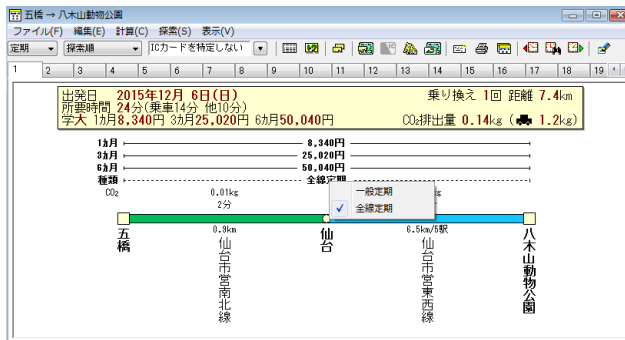 五橋 → 八木山動物公園
ファイル(F) 編集(E) 計算(C) 探索(S) 表示(V)
定期 探索順 ICカードを特定しない
1 2 3 4 5 6 7 8 9 10 11 12 13 14 15 16 17 18 19
出発日 2015年12月 6日(日) 乗り換え 1回 距離 7.4km
所要時間 24分(乗車14分 他10分)
学大 1カ月8,340円 3カ月25,020円 6カ月50,040円 CO2排出量 0.14kg ( 1.2kg)
1カ月 8,340円
3カ月 25,020円
6カ月 50,040円
種類 全線定期
一般定期
全線定期
CO2 0.01kg
2分
0.9km 6.5km/5駅
五橋
仙台市営南北線
仙台
仙台市営東西線
八木山動物公園